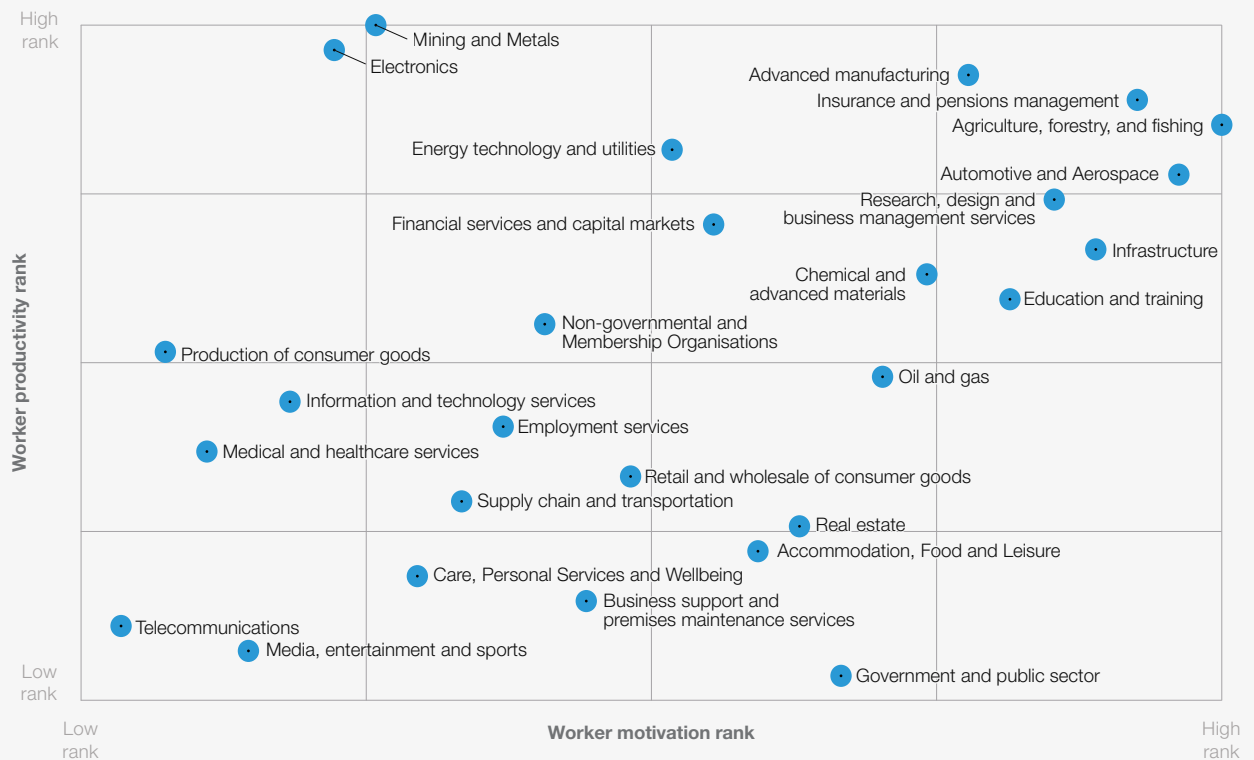 High
rank
Mining and Metals
Electronics
Advanced manufacturing
Insurance and pensions management
Agriculture, forestry, and fishing
Energy technology and utilities
Automotive and Aerospace
Research, design and
business management services
Financial services and capital markets
Infrastructure
Chemical and
advanced materials
Education and training
Non-governmental and
Membership Organisations
Production of consumer goods
Oil and gas
Information and technology services
Employment services
Medical and healthcare services
Retail and wholesale of consumer goods
Supply chain and transportation
Real estate
Accommodation, Food and Leisure
Care, Personal Services and Wellbeing
Business support and
premises maintenance services
Telecommunications
Media, entertainment and sports
Government and public sector
Worker productivity rank
Low
rank
Low
rank
Worker motivation rank
High
rank